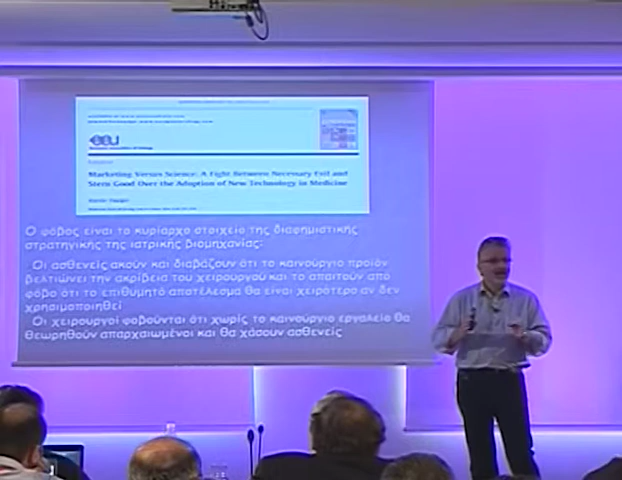 eeu
Marketing Versus Science: A Fight Between Necessary Evil and
Stern Good Over the Adoption of New Technology in Medicine
Ο φόβος είναι το κυρίαρχο στοιχείο της διαφημιστικής
στρατηγικής της ιατρικής βιομηχανίας:
Οι ασθενείς ακούν και διαβάζουν ότι το καινούργιο προϊόν
βελτιώνει την ακρίβεια του χειρουργού και το απαιτούν από
φόβο ότι το επιθυμητό αποτέλεσμα θα είναι χειρότερο αν δεν
χρησιμοποιηθεί
Οι χειρουργοί φοβούνται ότι χωρίς το καινούργιο εργαλείο θα
θεωρηθούν απαρχαιωμένοι και θα χάσουν ασθενείς